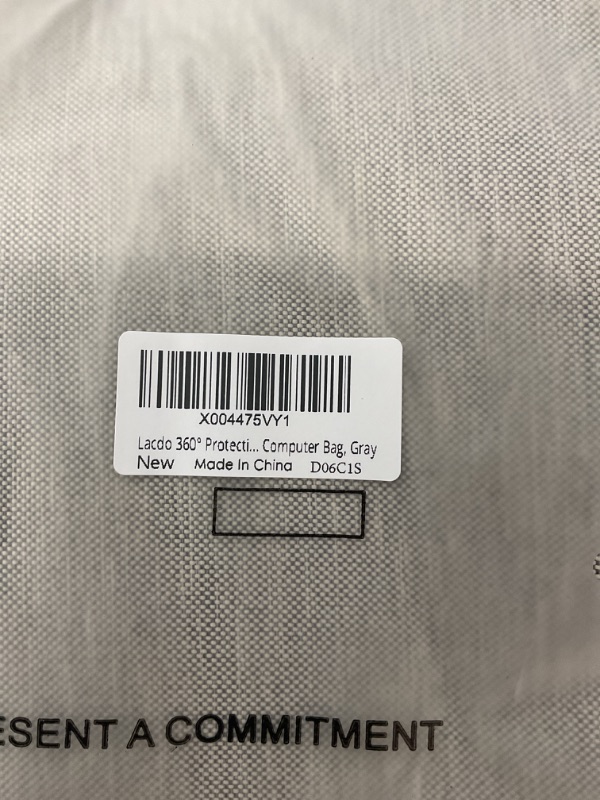 X004475VY1
Lacdo 360° Protecti... Computer Bag, Gray
New Made In China D06C1S
ESENT A COMMITMENT